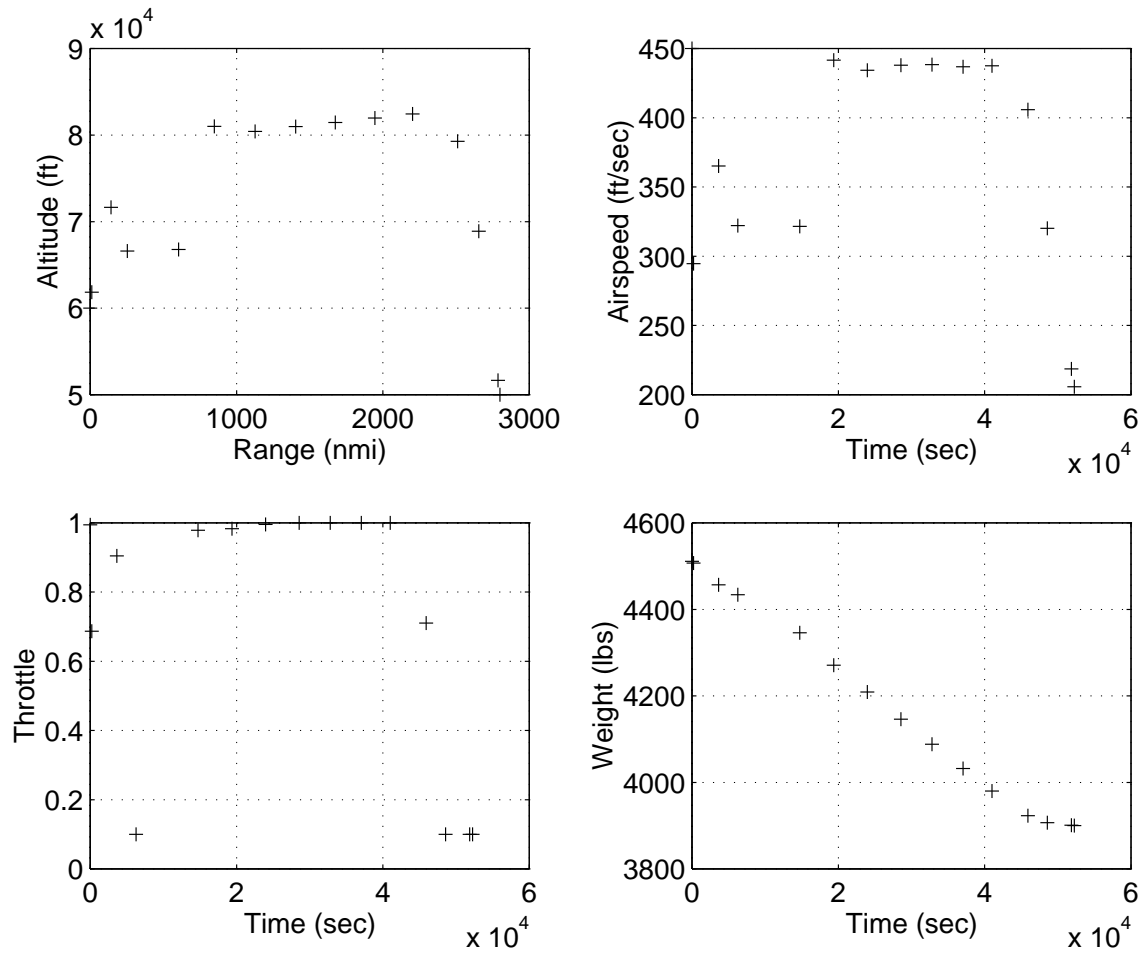 x 10^4
9
8
7
6
5
Altitude (ft)
0 1000 2000 3000
Range (nmi)
450
400
350
300
250
200
Airspeed (ft/sec)
0 2 4 6
Time (sec)
x 10^4
1
0.8
0.6
0.4
0.2
0
Throttle
0 2 4 6
Time (sec)
x 10^4
4600
4400
4200
4000
3800
Weight (lbs)
0 2 4 6
Time (sec)
x 10^4